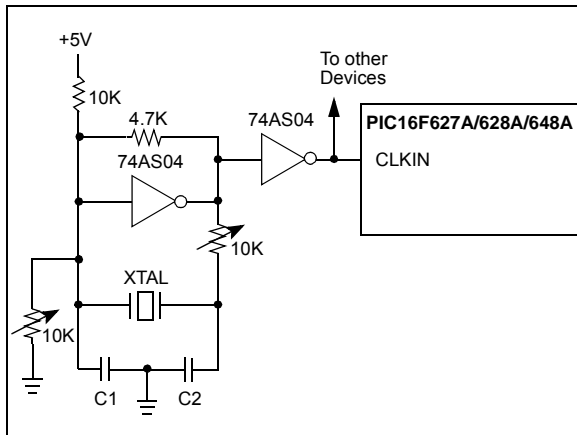 +5V
To other
Devices
10K
4.7K
74AS04
PIC16F627A/628A/648A
74AS04
CLKIN
10K
XTAL
10K
C1
C2